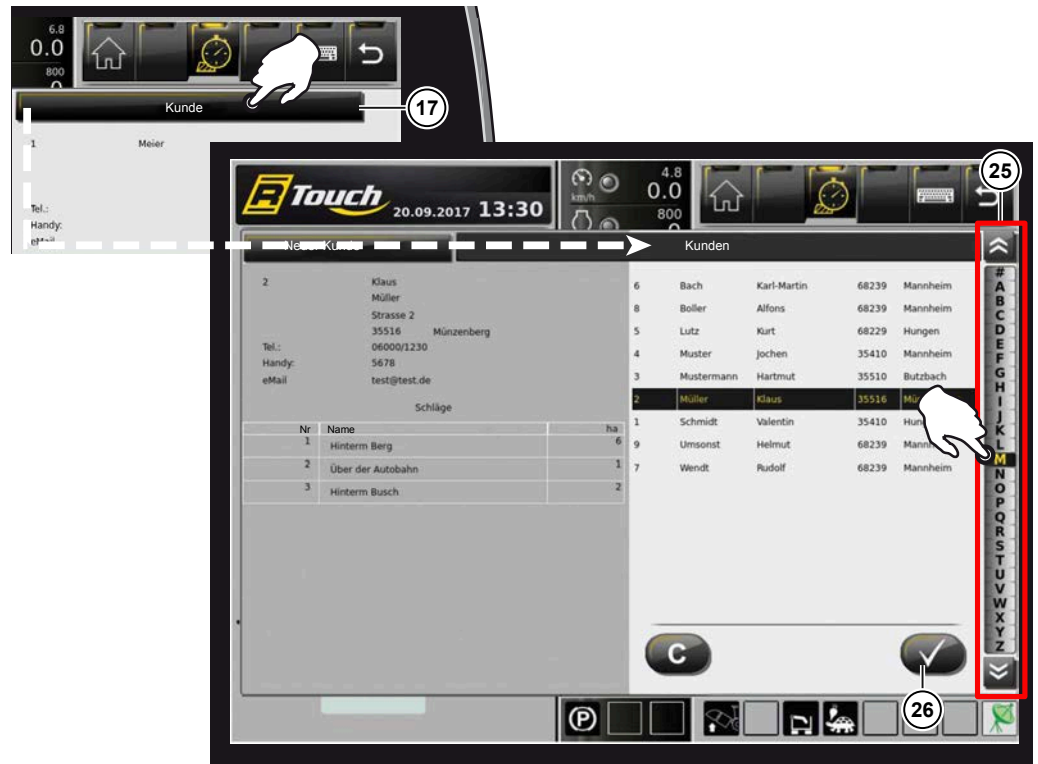 6.8
0.0
800
0
Kunde
17
1 Meier
Tel.:
Handy:
eMail
25
R Touch 20.09.2017 13:30
km/h
4.8
0.0
800
0
Neuer Kunde
Kunden
2 Klaus
Müller
Strasse 2
35516 Münzenberg
Tel.: 06000/1230
Handy: 5678
eMail test@test.de
Schläge
Nr Name ha
1 Hinterm Berg 6
2 Über der Autobahn 1
3 Hinterm Busch 2
6 Bach Karl-Martin 68239 Mannheim
8 Boller Alfons 68239 Mannheim
5 Lutz Kurt 68229 Hungen
4 Muster Jochen 35410 Mannheim
3 Mustermann Hartmut 35510 Butzbach
2 Müller Klaus 35516
1 Schmidt Valentin 35410
9 Umsonst Helmut 68239
7 Wendt Rudolf 68239 Mannheim
#
A
B
C
D
E
F
G
H
I
J
K
L
M
N
O
P
Q
R
S
T
U
V
W
X
Y
Z
C
26
P